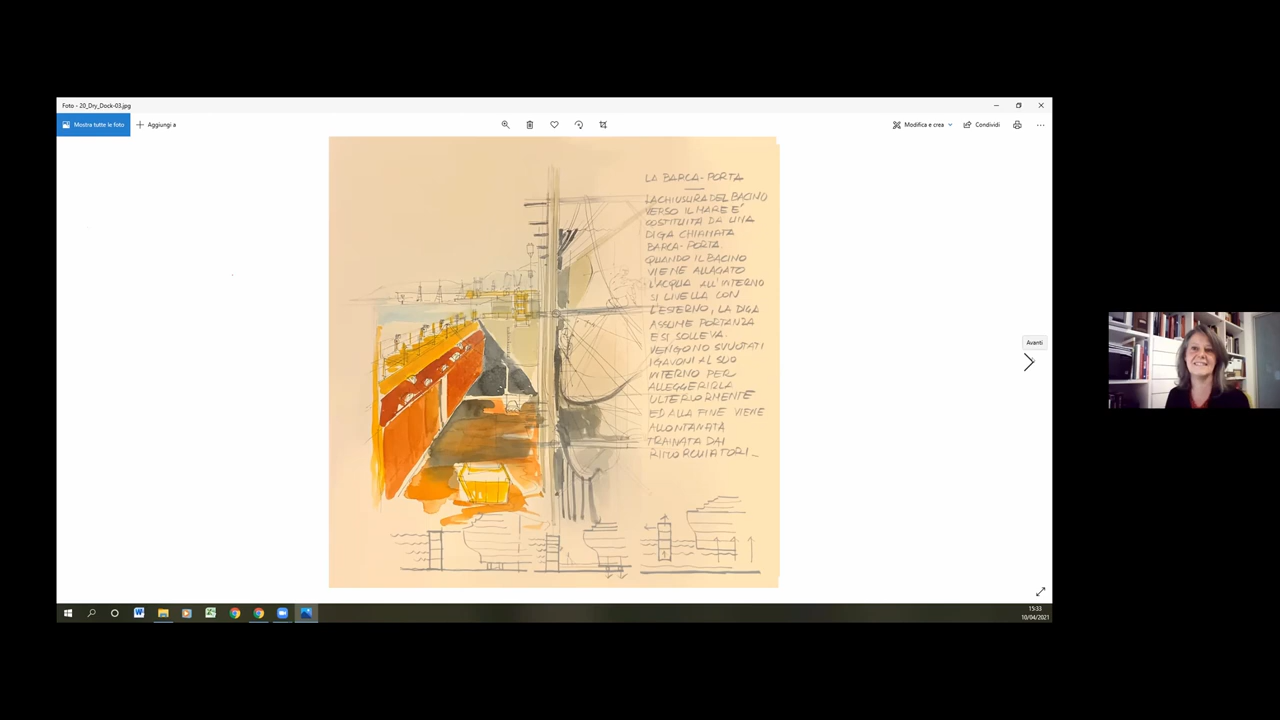 Foto - 20_Dry_Dock-03.jpg
Mostra tutte le foto
Aggiungi a
Modifica e crea
Condividi
LA BARCA-PORTA
LA CHIUSURA DEL BACINO
VERSO IL MARE E'
COSTITUITA DA UNA
DIGA CHIAMATA
BARCA-PORTA.
QUANDO IL BACINO
VIENE ALLAGATO
L'ACQUA ALL'INTERNO
SI LIVELLA CON
L'ESTERNO, LA DIGA
ASSUME PORTANZA
E SI SOLLEVA.
VENGONO SVUOTATI
I GAVONI AL SUO
INTERNO PER
ALLEGGERIRLA
ULTERIORMENTE
ED ALLA FINE VIENE
ALLONTANATA
TRAINATA DAI
RIMORCHIATORI_
Avanti
15:33
10/04/2021